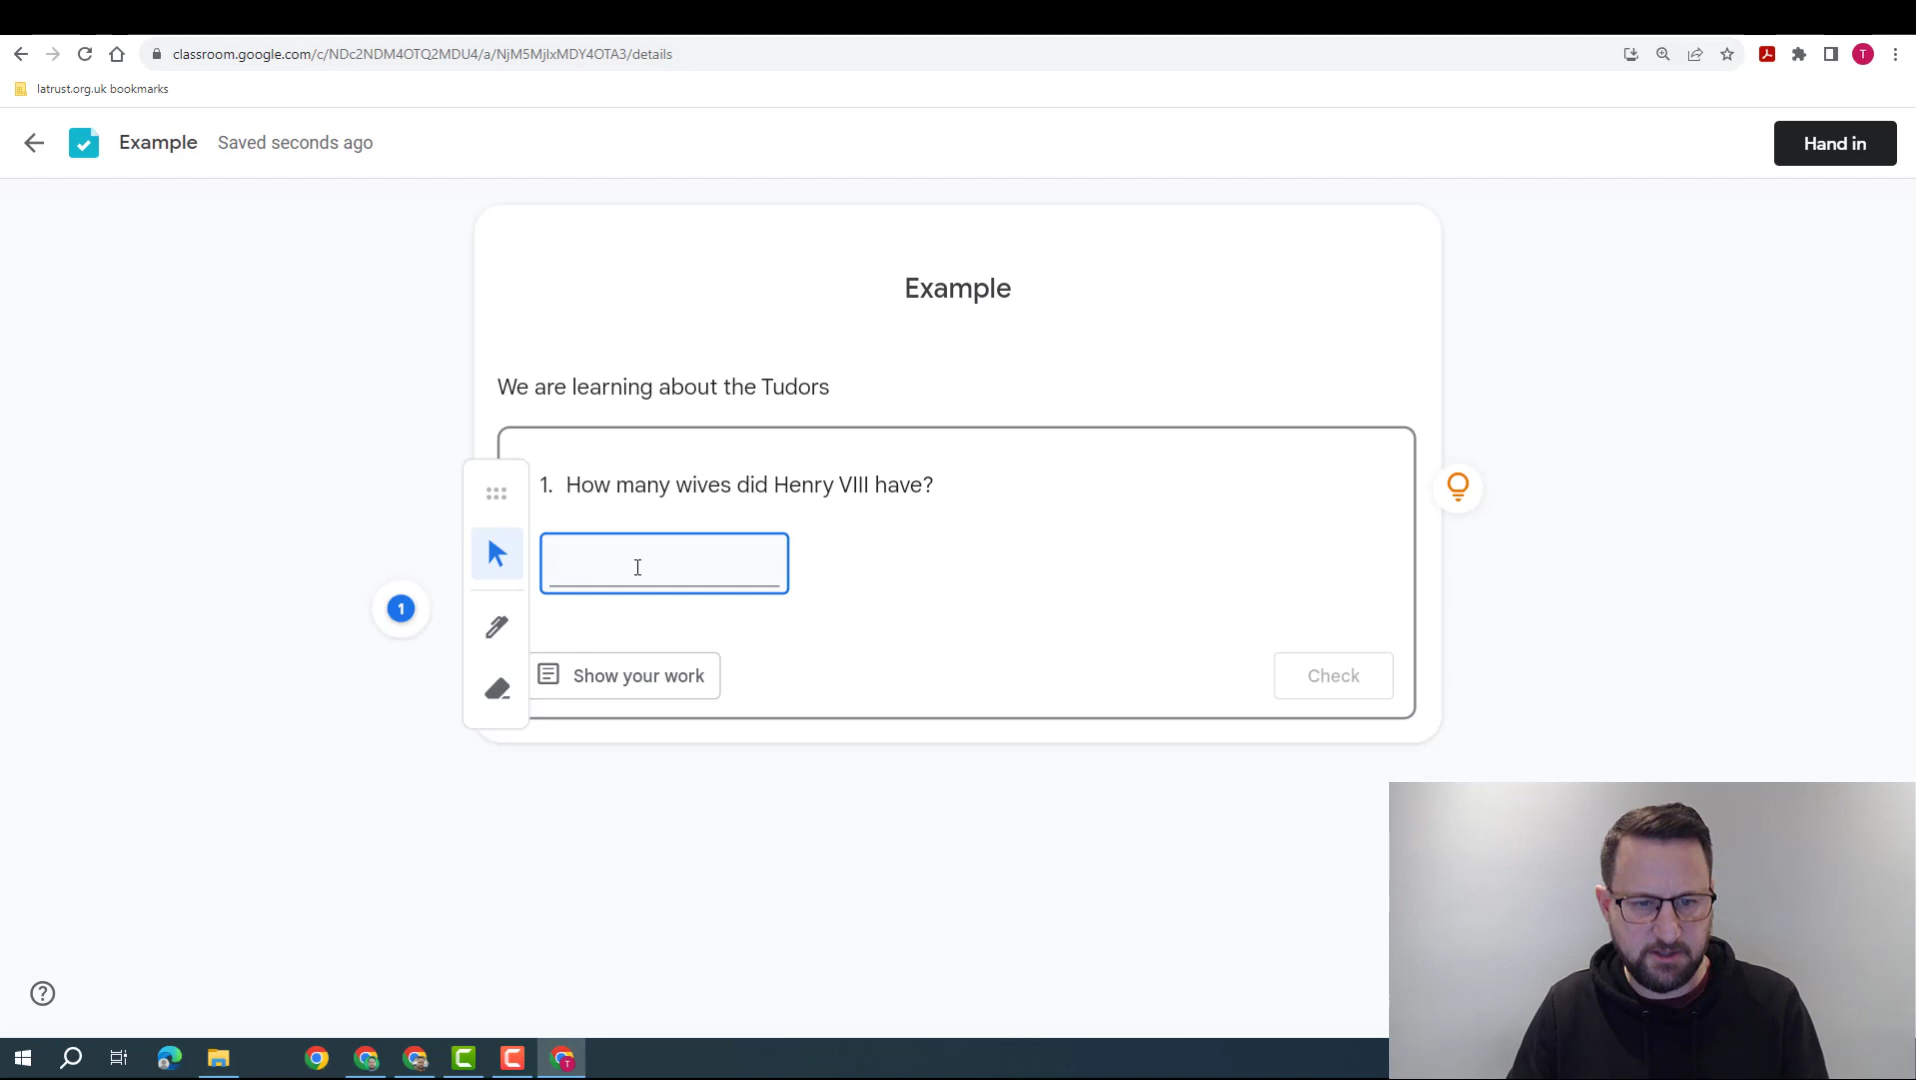 classroom.google.com/c/NDc2NDM4OTQ2MDU4/a/NjM5MjIxMDY4OTA3/details
T
latrust.org.uk bookmarks
Example
Saved seconds ago
Hand in
Example
We are learning about the Tudors
1. How many wives did Henry VIII have?
1
Show your work
Check